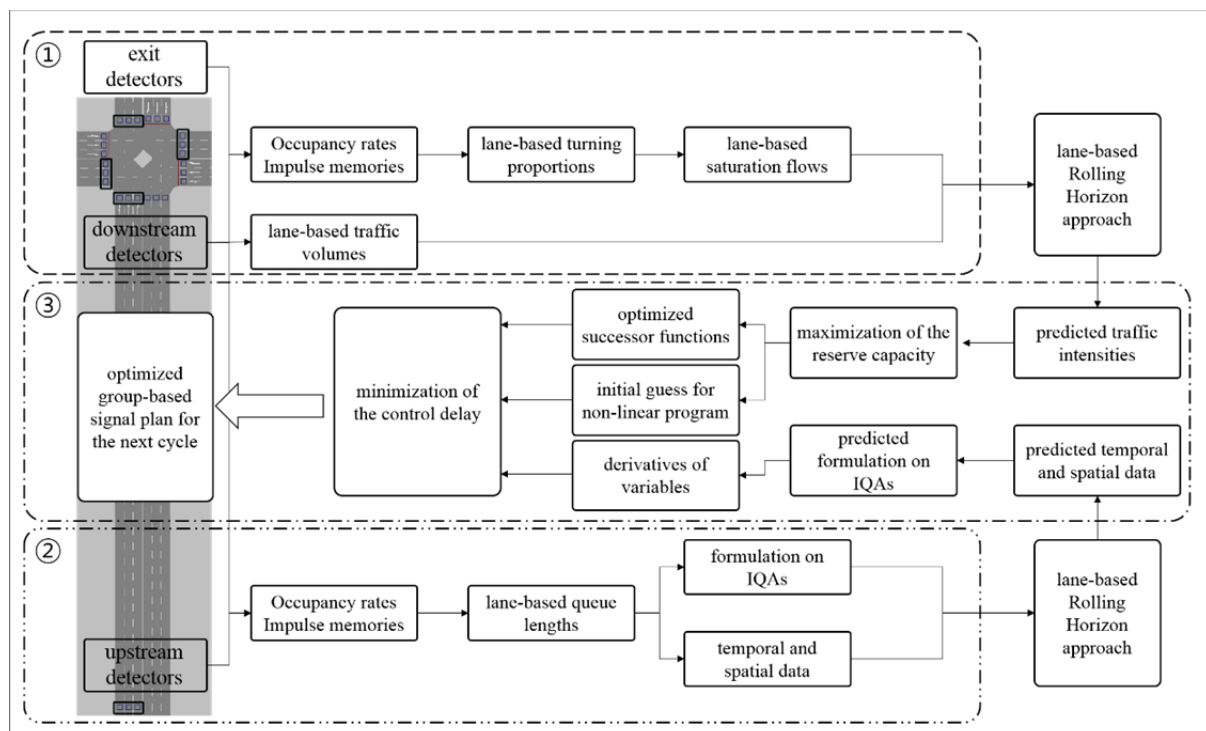 ①
exit
detectors
Occupancy rates
Impulse memories
lane-based turning
proportions
lane-based
saturation flows
lane-based
Rolling
Horizon
approach
downstream
detectors
lane-based traffic
volumes
③
optimized
group-based
signal plan for
the next cycle
minimization of
the control delay
optimized
successor functions
initial guess for
non-linear program
derivatives of
variables
maximization of the
reserve capacity
predicted
formulation on
IQAs
predicted traffic
intensities
predicted temporal
and spatial data
②
upstream
detectors
Occupancy rates
Impulse memories
lane-based queue
lengths
formulation on
IQAs
temporal and
spatial data
lane-based
Rolling
Horizon
approach